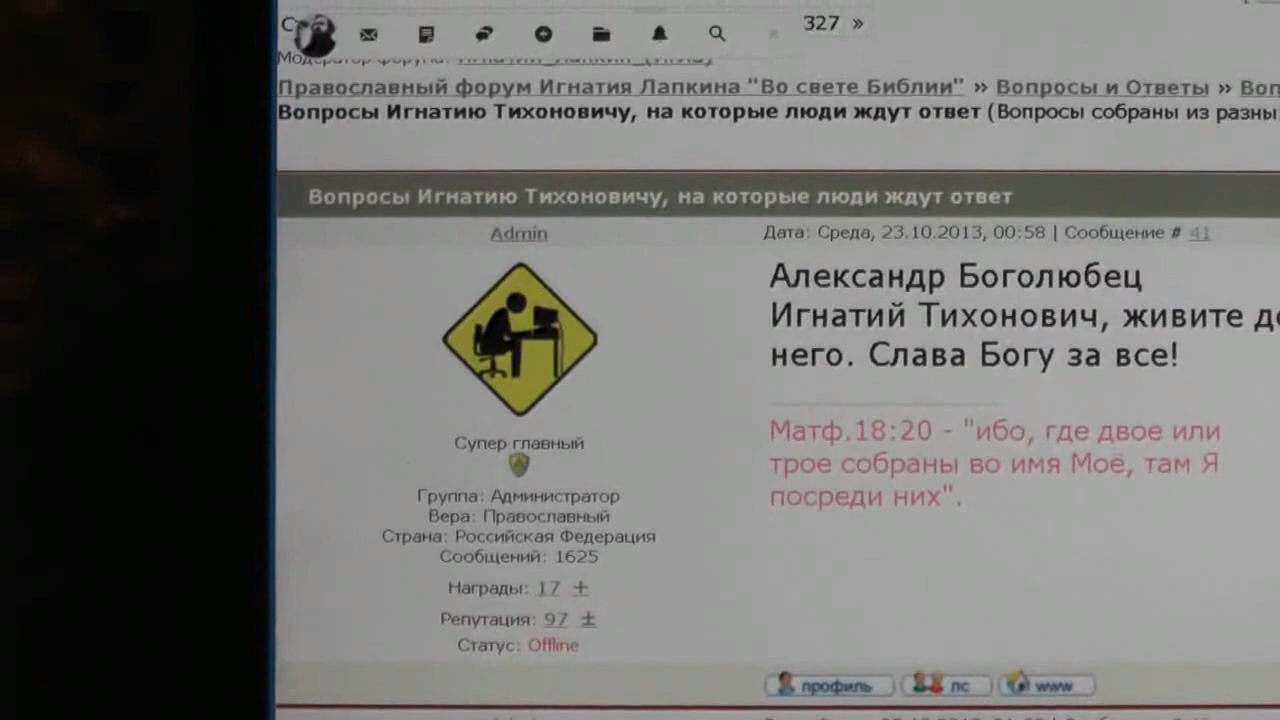 327 »
Модератор форума:
Православный форум Игнатия Лапкина "Во свете Библии" » Вопросы и Ответы »
Вопросы Игнатию Тихоновичу, на которые люди ждут ответ (Вопросы собраны из
Вопросы Игнатию Тихоновичу, на которые люди ждут ответ
Admin
Дата: Среда, 23.10.2013, 00:58 | Сообщение # 41
Александр Боголюбец
Игнатий Тихонович, живите
него. Слава Богу за все!
Матф.18:20 - "ибо, где двое или
трое собраны во имя Моё, там Я
посреди них".
Супер главный
Группа: Администратор
Вера: Православный
Страна: Российская Федерация
Сообщений: 1625
Награды: 17 ±
Репутация: 97 ±
Статус: Offline
профиль лс www